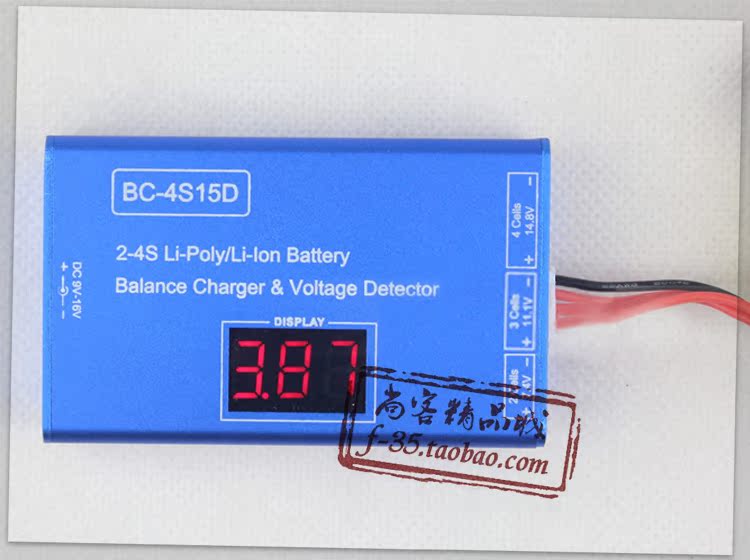 BC-4S15D
2-4S Li-Poly/Li-Ion Battery
Balance Charger & Voltage Detector
DC 9V-16V
+
-
DISPLAY
3.87
4 Cells
14.8V
+ -
3 Cells
11.1V
+ -
Cells
+ -
尚客精品城
f-35.taobao.com